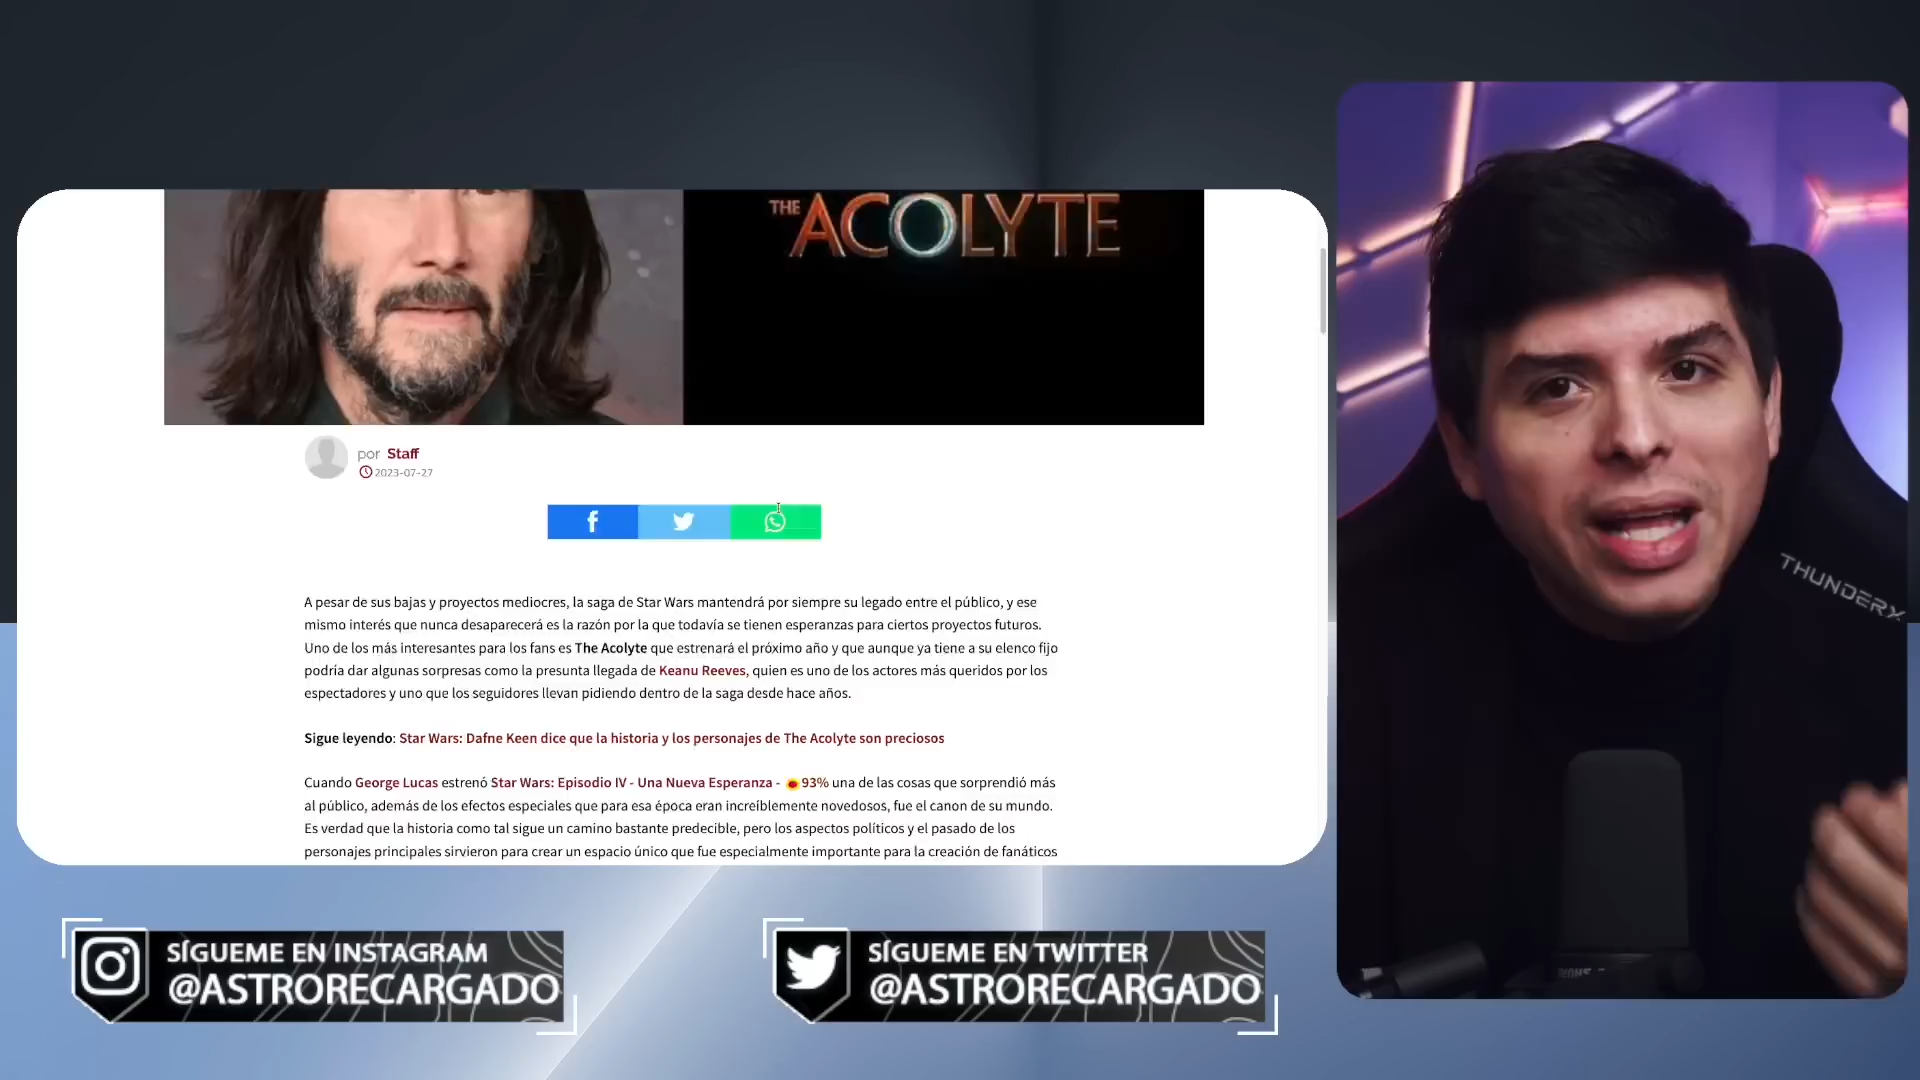 THE
ACOLYTE
por Staff
2023-07-27
A pesar de sus bajas y proyectos mediocres, la saga de Star Wars mantendrá por siempre su legado entre el público, y ese
mismo interés que nunca desaparecerá es la razón por la que todavía se tienen esperanzas para ciertos proyectos futuros.
Uno de los más interesantes para los fans es The Acolyte que estrenará el próximo año y que aunque ya tiene a su elenco fijo
podría dar algunas sorpresas como la presunta llegada de Keanu Reeves, quien es uno de los actores más queridos por los
espectadores y uno que los seguidores llevan pidiendo dentro de la saga desde hace años.
Sigue leyendo: Star Wars: Dafne Keen dice que la historia y los personajes de The Acolyte son preciosos
Cuando George Lucas estrenó Star Wars: Episodio IV - Una Nueva Esperanza - 93% una de las cosas que sorprendió más
al público, además de los efectos especiales que para esa época eran increíblemente novedosos, fue el canon de su mundo.
Es verdad que la historia como tal sigue un camino bastante predecible, pero los aspectos políticos y el pasado de los
personajes principales sirvieron para crear un espacio único que fue especialmente importante para la creación de fanáticos
THUNDERX
SÍGUEME EN INSTAGRAM
@ASTRORECARGADO
SÍGUEME EN TWITTER
@ASTRORECARGADO